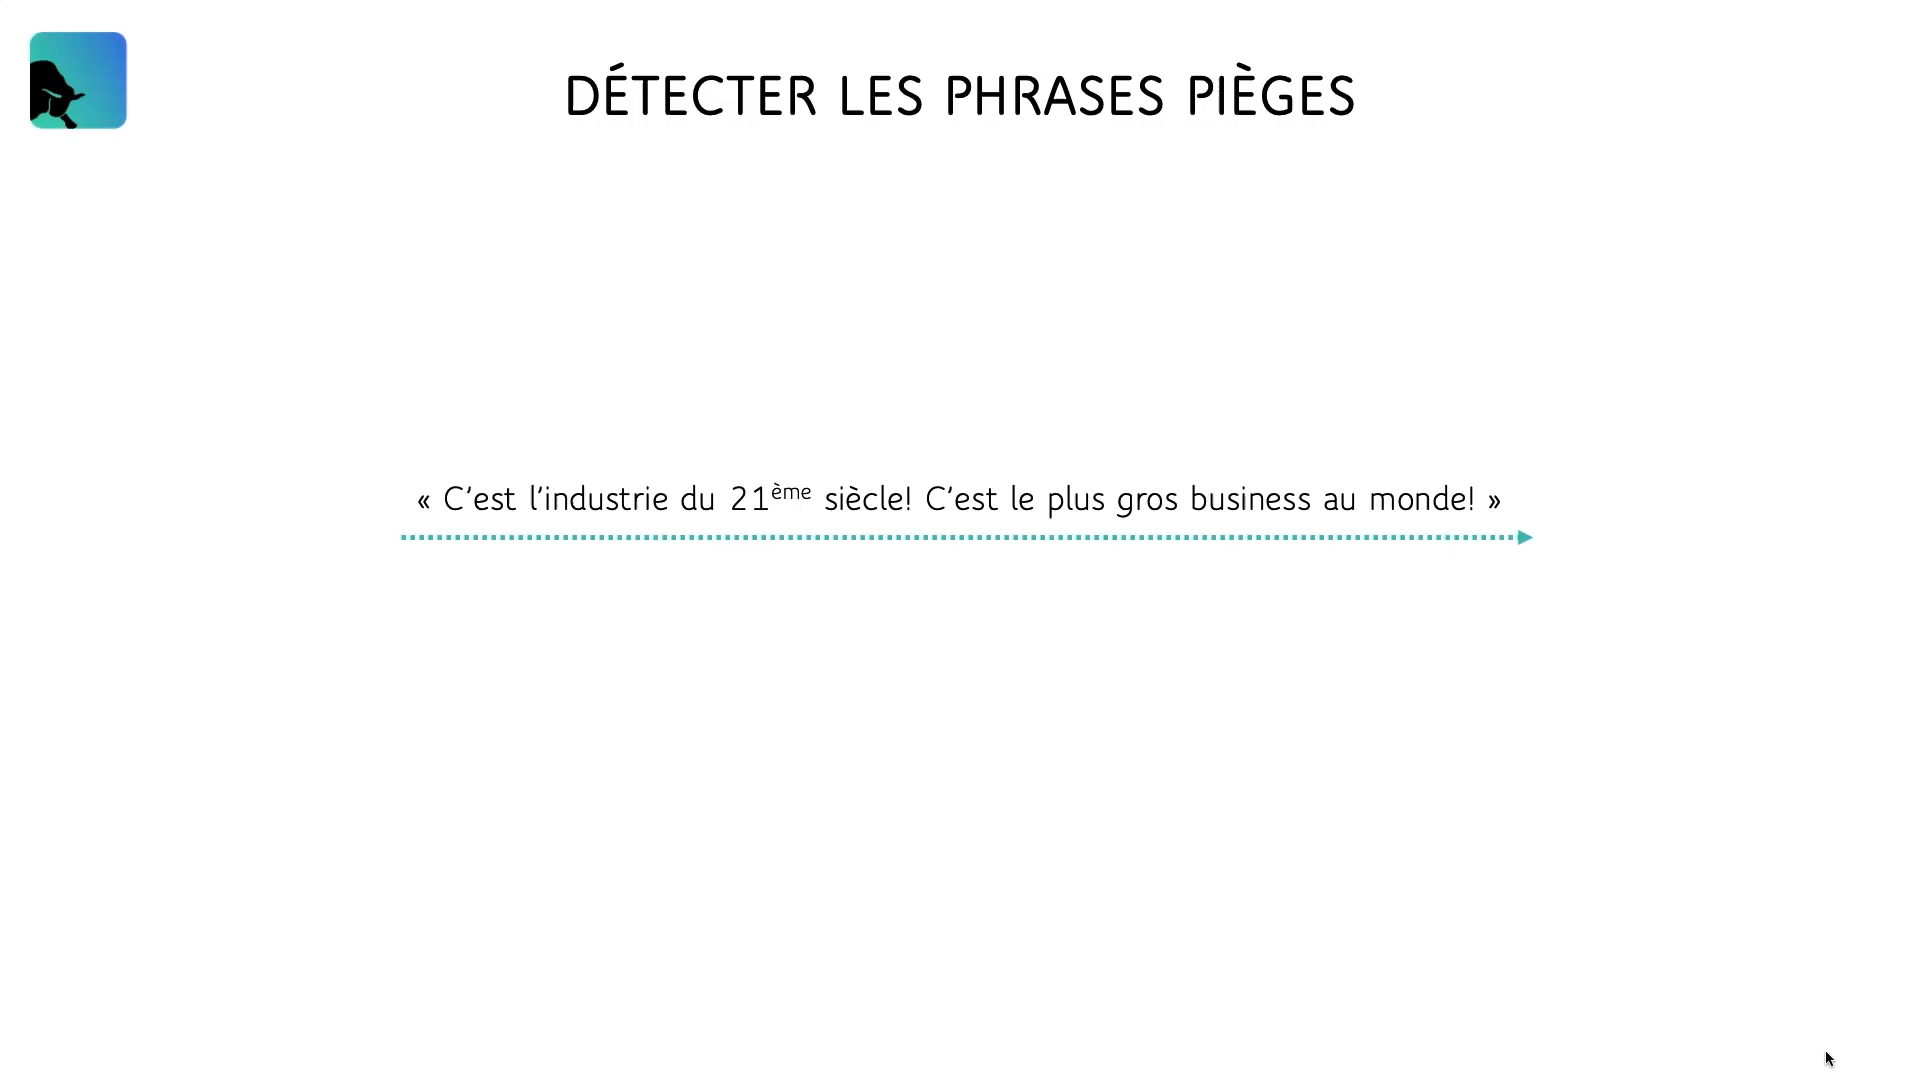 DÉTECTER LES PHRASES PIÈGES
« C’est l’industrie du 21ème siècle! C’est le plus gros business au monde! »